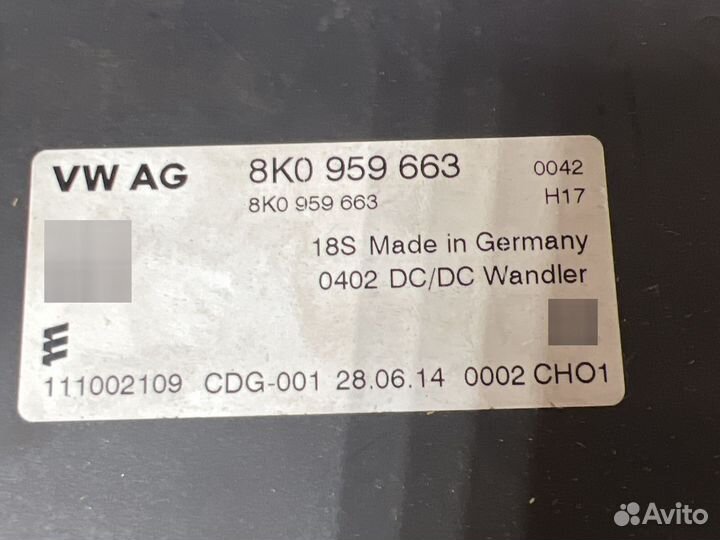 VW AG 8K0 959 663 0042
8K0 959 663 H17
18S Made in Germany
0402 DC/DC Wandler
111002109 CDG-001 28.06.14 0002 CHO1
Avito